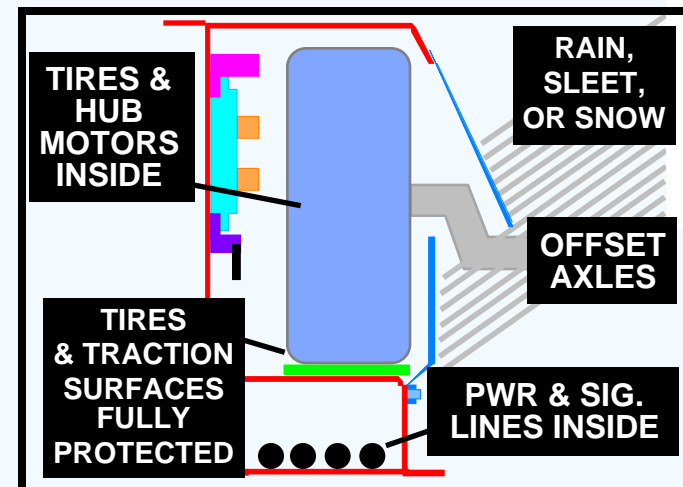 TIRES &
HUB
MOTORS
INSIDE
RAIN,
SLEET,
OR SNOW
OFFSET
AXLES
TIRES
& TRACTION
SURFACES
FULLY
PROTECTED
PWR & SIG.
LINES INSIDE